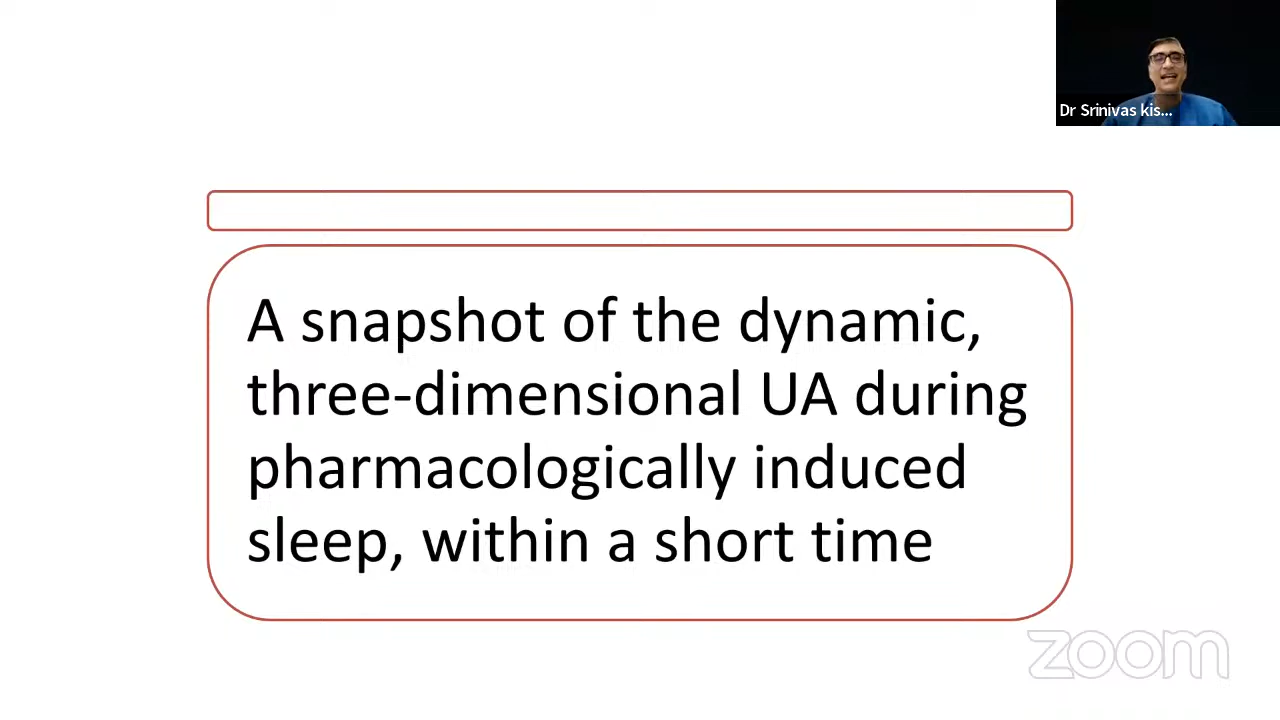 Dr Srinivas kis...
A snapshot of the dynamic,
three-dimensional UA during
pharmacologically induced
sleep, within a short time
zoom